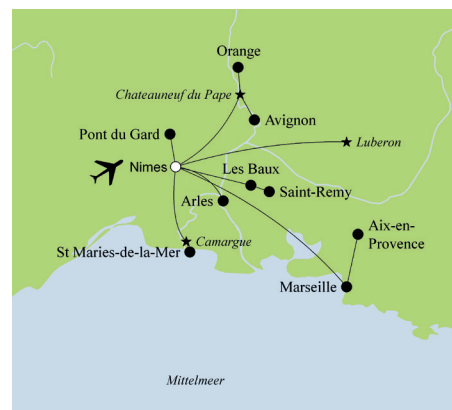 Orange
Chateauneuf du Pape
Avignon
Pont du Gard
Luberon
Nimes
Les Baux
Saint-Remy
Arles
Aix-en-
Provence
Camargue
St Maries-de-la-Mer
Marseille
Mittelmeer